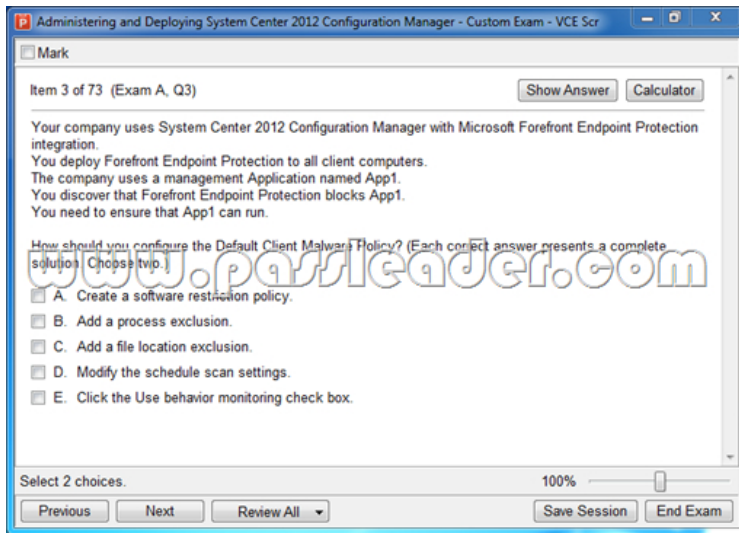 Administering and Deploying System Center 2012 Configuration Manager - Custom Exam - VCE Scr
Mark
Item 3 of 73 (Exam A, Q3)
Show Answer
Calculator
Your company uses System Center 2012 Configuration Manager with Microsoft Forefront Endpoint Protection
integration.
You deploy Forefront Endpoint Protection to all client computers.
The company uses a management Application named App1.
You discover that Forefront Endpoint Protection blocks App1.
You need to ensure that App1 can run.
How should you configure the Default Client Malware Policy? (Each correct answer presents a complete
solution. Choose two.)
www.passleader.com
A. Create a software restriction policy.
B. Add a process exclusion.
C. Add a file location exclusion.
D. Modify the schedule scan settings.
E. Click the Use behavior monitoring check box.
Select 2 choices.
100%
Previous
Next
Review All
Save Session
End Exam